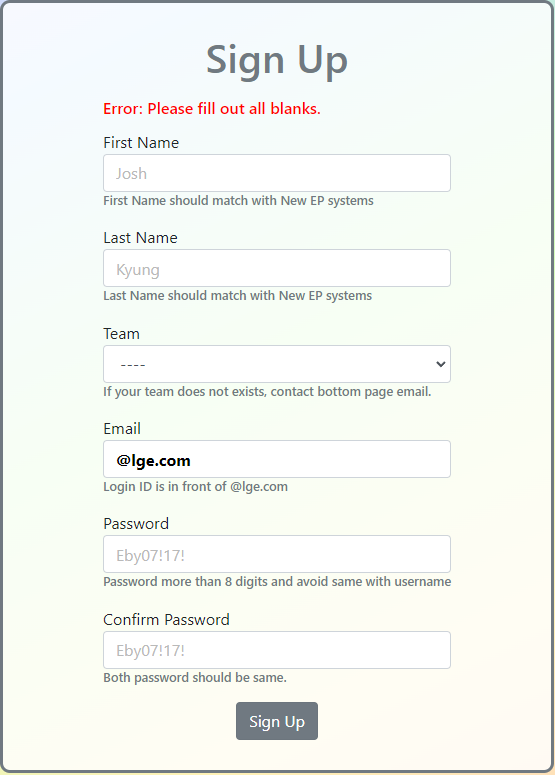 Sign Up
Error: Please fill out all blanks.
First Name
Josh
First Name should match with New EP systems
Last Name
Kyung
Last Name should match with New EP systems
Team
----
If your team does not exists, contact bottom page email.
Email
@lge.com
Login ID is in front of @lge.com
Password
Eby07!17!
Password more than 8 digits and avoid same with username
Confirm Password
Eby07!17!
Both password should be same.
Sign Up